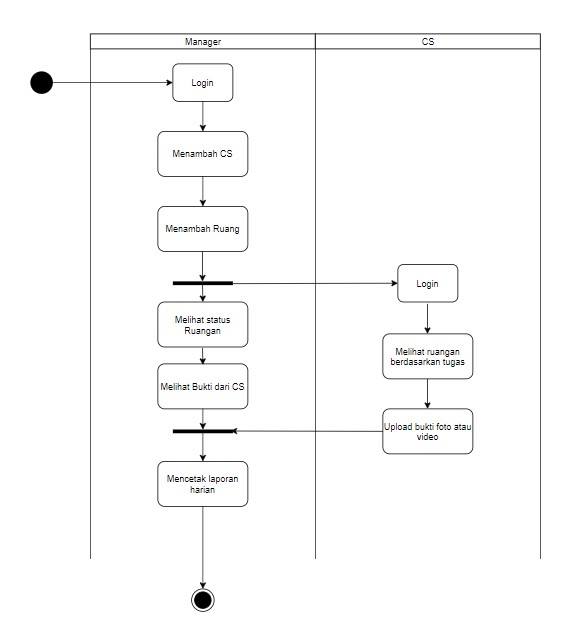 Manager
CS
Login
Menambah CS
Menambah Ruang
Login
Melihat status
Ruangan
Melihat ruangan
berdasarkan tugas
Melihat Bukti dari CS
Upload bukti foto atau
video
Mencetak laporan
harian